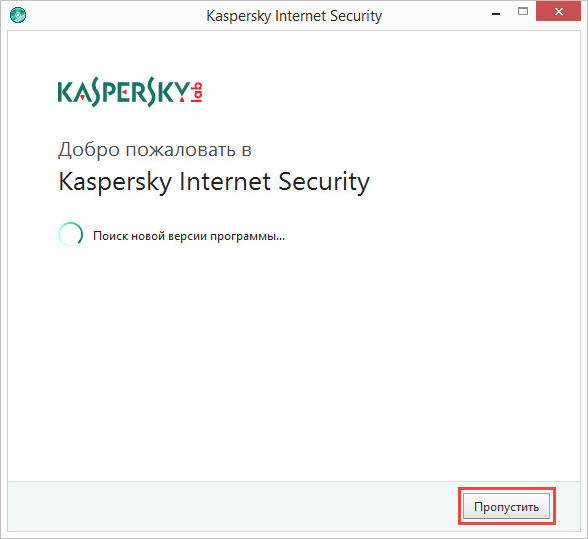 Kaspersky Internet Security
KASPERSKY lab
Добро пожаловать в
Kaspersky Internet Security
Поиск новой версии программы...
Пропустить